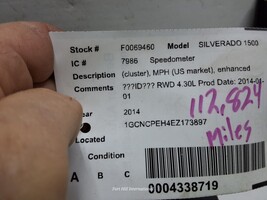 Stock # F0069460 Model SILVERADO 1500
IC # 7986 Speedometer
Description (cluster), MPH (US market), enhanced
Comments ???ID??? RWD 4.30L Prod Date: 2014-01-
01
Year 2014
1GCNCPEH4EZ173897
112,824
Miles
Located
Condition
A B C
0004338719